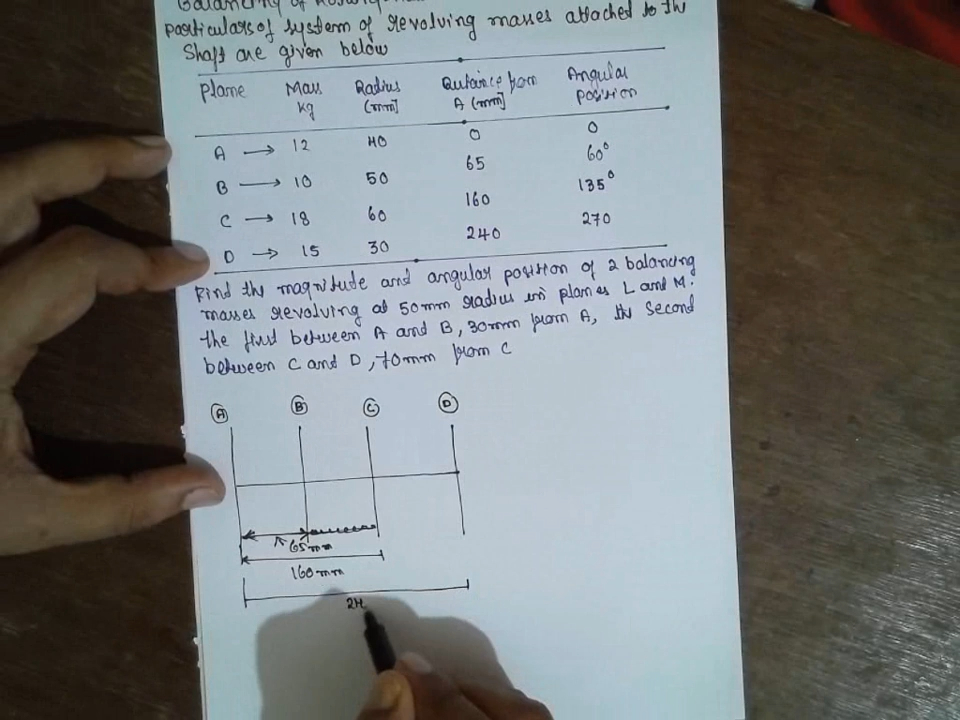 Balancing of
particulars of system of revolving masses attached to the
Shaft are given below
plane Mass kg Radius (mm] Distance from A (mm] Angular position
A → 12 40 0 0
B → 10 50 65 60°
C → 18 60 160 135°
D → 15 30 240 270
Find the magnitude and angular position of 2 balancing
masses revolving at 50mm radius in planes L and M.
the first between A and B, 30mm from A, the second
between C and D, 70mm from C
A B C D
65mm
160mm
24